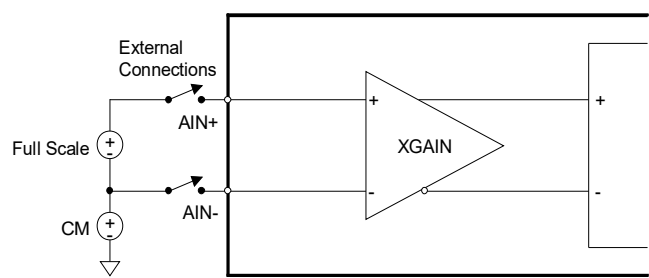 External
Connections
AIN+
Full Scale
+
-
AIN-
CM
+
-
+
XGAIN
-
+
-